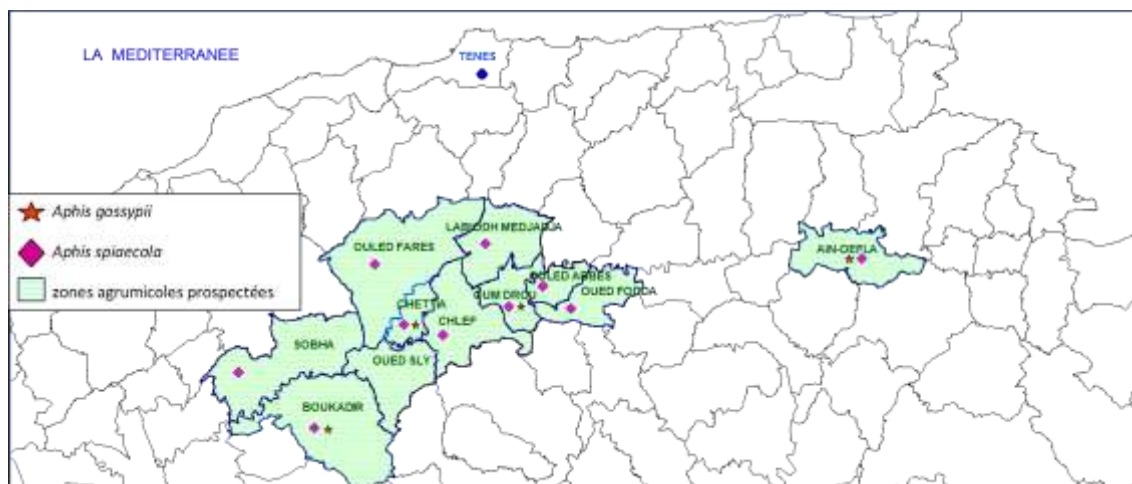 LA MEDITERRANEE
TENES
Aphis gossypii
Aphis spiaecola
zones agrumicoles prospectées
LABIODH MEDJADJA
OULED FARES
AIN-DEFLA
OULED ABBES
OUED FODDA
OUM DROU
CHETTIA
CHLEF
SOBHA
OUED SLY
BOUKADIR